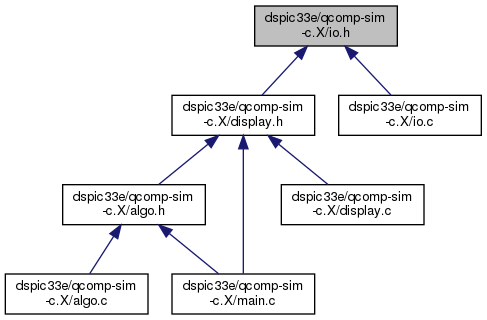 dspic33e/qcomp-sim
-c.X/io.h
dspic33e/qcomp-sim
-c.X/display.h
dspic33e/qcomp-sim
-c.X/io.c
dspic33e/qcomp-sim
-c.X/algo.h
dspic33e/qcomp-sim
-c.X/display.c
dspic33e/qcomp-sim
-c.X/algo.c
dspic33e/qcomp-sim
-c.X/main.c